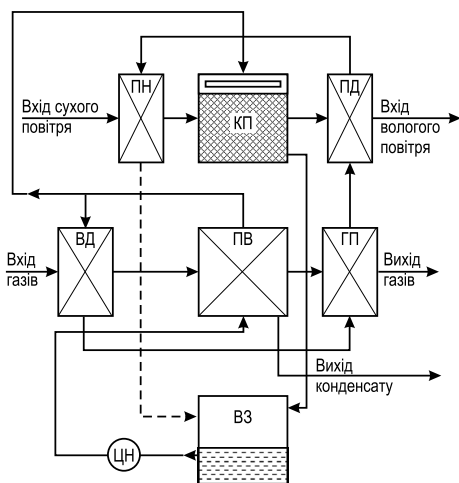 ПН
КП
ПД
Вхід сухого
повітря
Вхід
вологого
повітря
ВД
ПВ
ГП
Вхід
газів
Вихід
газів
Вихід
конденсату
ВЗ
ЦН